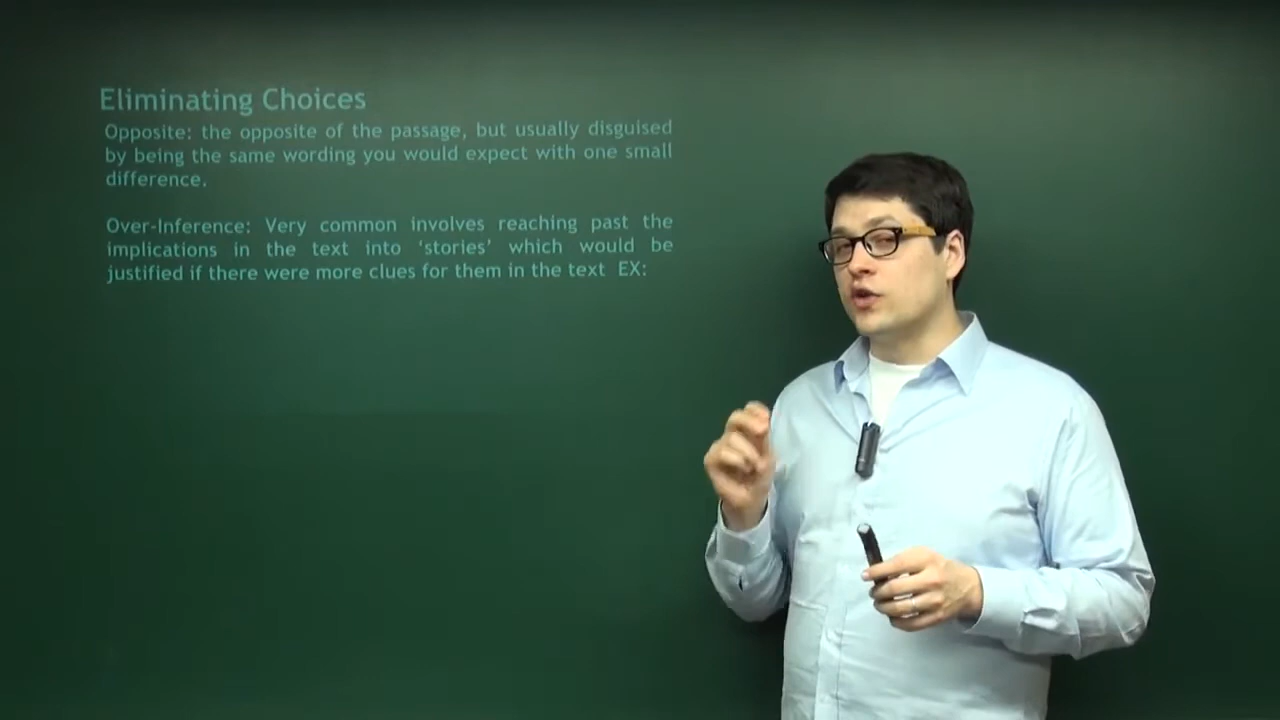 Eliminating Choices
Opposite: the opposite of the passage, but usually disguised
by being the same wording you would expect with one small
difference.
Over-Inference: Very common involves reaching past the
implications in the text into ‘stories’ which would be
justified if there were more clues for them in the text EX: